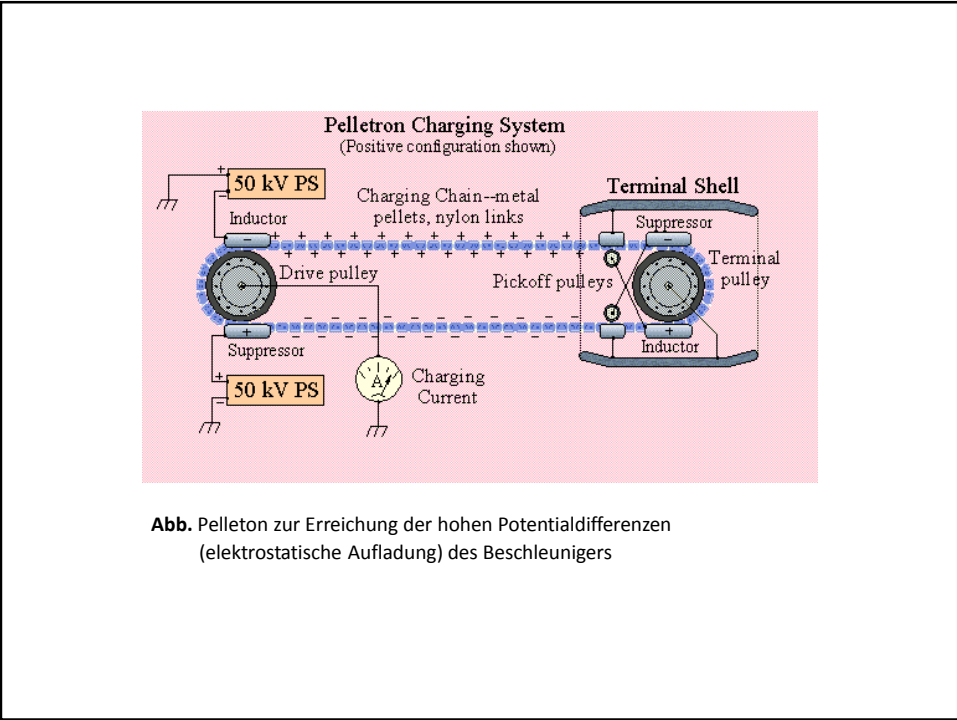 Pelletron Charging System
(Positive configuration shown)
+
50 kV PS
−
Inductor
−
Charging Chain--metal
pellets, nylon links
+ + + + + + + + + +
+ + + + + + + + + + + +
Terminal Shell
Suppressor
−
Drive pulley
Pickoff pulleys
Terminal
pulley
+
Suppressor
− − − − − − − −
− − − − − − − −
+
Inductor
+
50 kV PS
−
A
Charging
Current
Abb. Pelleton zur Erreichung der hohen Potentialdifferenzen
(elektrostatische Aufladung) des Beschleunigers